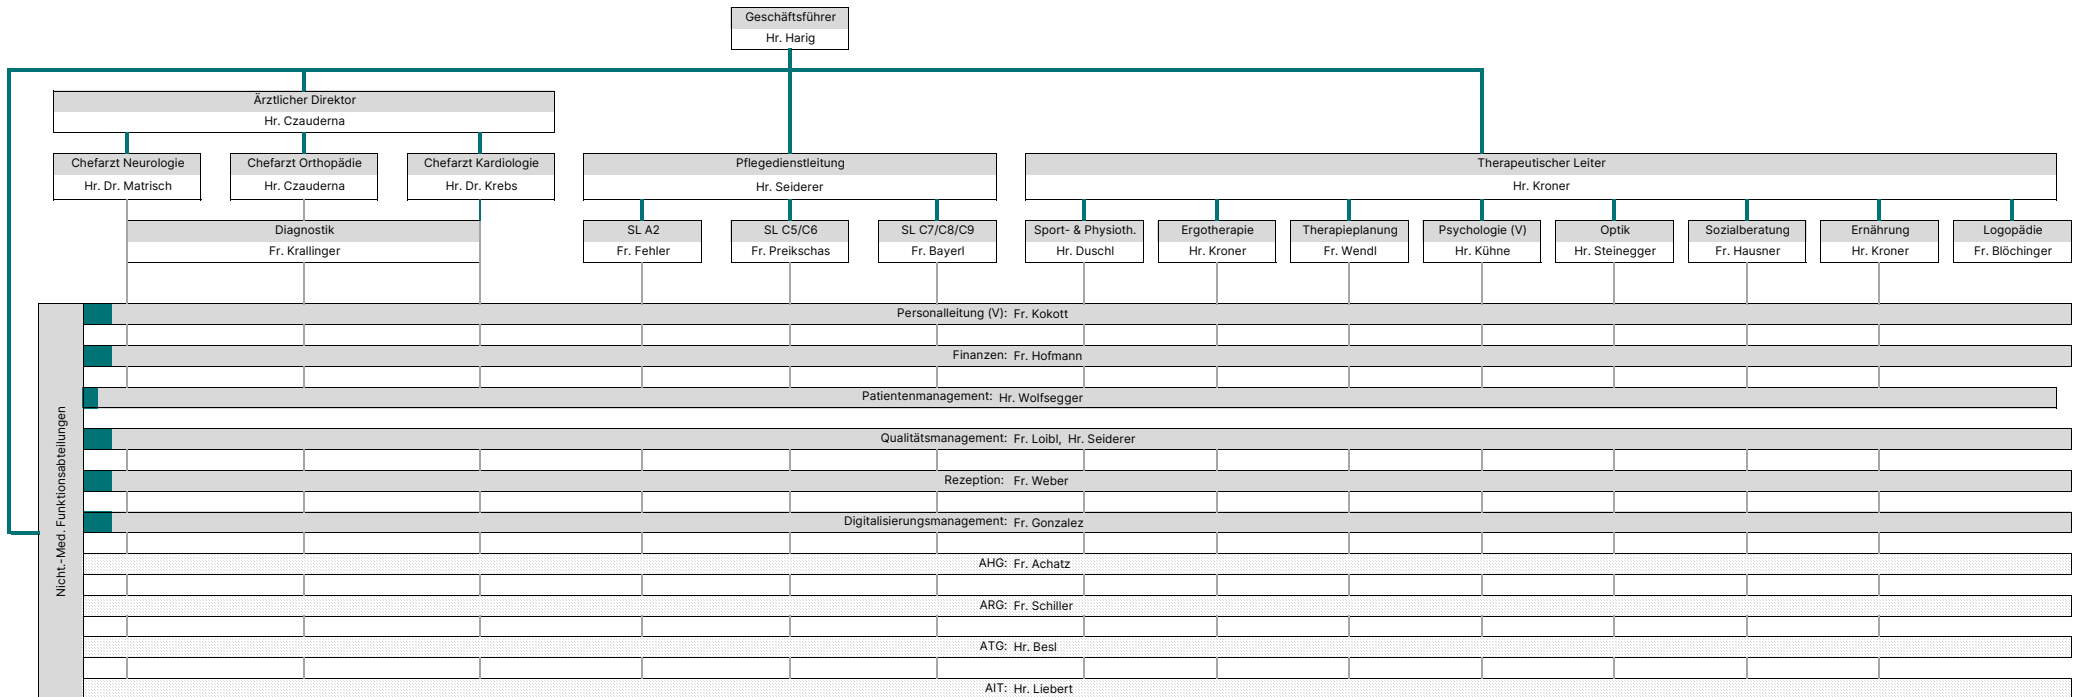 Geschäftsführer
Hr. Harig
Ärztlicher Direktor
Hr. Czauderna
Chefarzt Neurologie
Hr. Dr. Matrisch
Chefarzt Orthopädie
Hr. Czauderna
Chefarzt Kardiologie
Hr. Dr. Krebs
Pflegedienstleitung
Hr. Seiderer
Therapeutischer Leiter
Hr. Kroner
Diagnostik
Fr. Krallinger
SL A2
Fr. Fehler
SL C5/C6
Fr. Preikschas
SL C7/C8/C9
Fr. Bayerl
Sport- & Physioth.
Hr. Duschl
Ergotherapie
Hr. Kroner
Therapieplanung
Fr. Wendl
Psychologie (V)
Hr. Kühne
Optik
Hr. Steinegger
Sozialberatung
Fr. Hausner
Ernährung
Hr. Kroner
Logopädie
Fr. Blöchinger
Nicht.-Med. Funktionsabteilungen
Personalleitung (V): Fr. Kokott
Finanzen: Fr. Hofmann
Patientenmanagement: Hr. Wolfsegger
Qualitätsmanagement: Fr. Loibl, Hr. Seiderer
Rezeption: Fr. Weber
Digitalisierungsmanagement: Fr. Gonzalez
AHG: Fr. Achatz
ARG: Fr. Schiller
ATG: Hr. Besl
AIT: Hr. Liebert